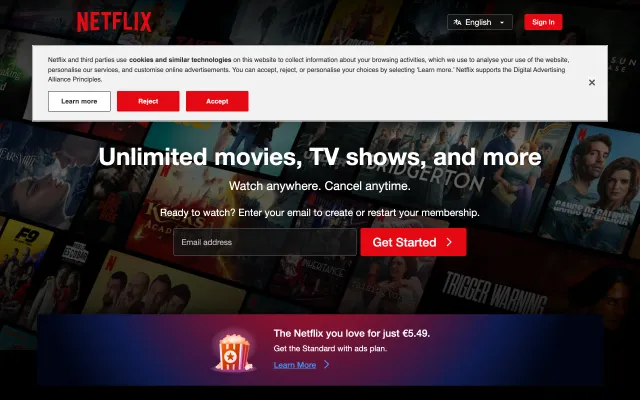 NETFLIX
English
Sign In
Netflix and third parties use cookies and similar technologies on this website to collect information about your browsing activities, which we use to analyse your use of the website,
personalise our services, and customise online advertisements. You can accept, reject, or personalise your choices by selecting 'Learn more.' Netflix supports the Digital Advertising
Alliance Principles.
Learn more
Reject
Accept
Unlimited movies, TV shows, and more
BRIDGERTON
Watch anywhere. Cancel anytime.
Ready to watch? Enter your email to create or restart your membership.
Email address
Get Started
F9
INHERITANCE
TRIGGER WARNING
The Netflix you love for just €5.49.
Get the Standard with ads plan.
Learn More